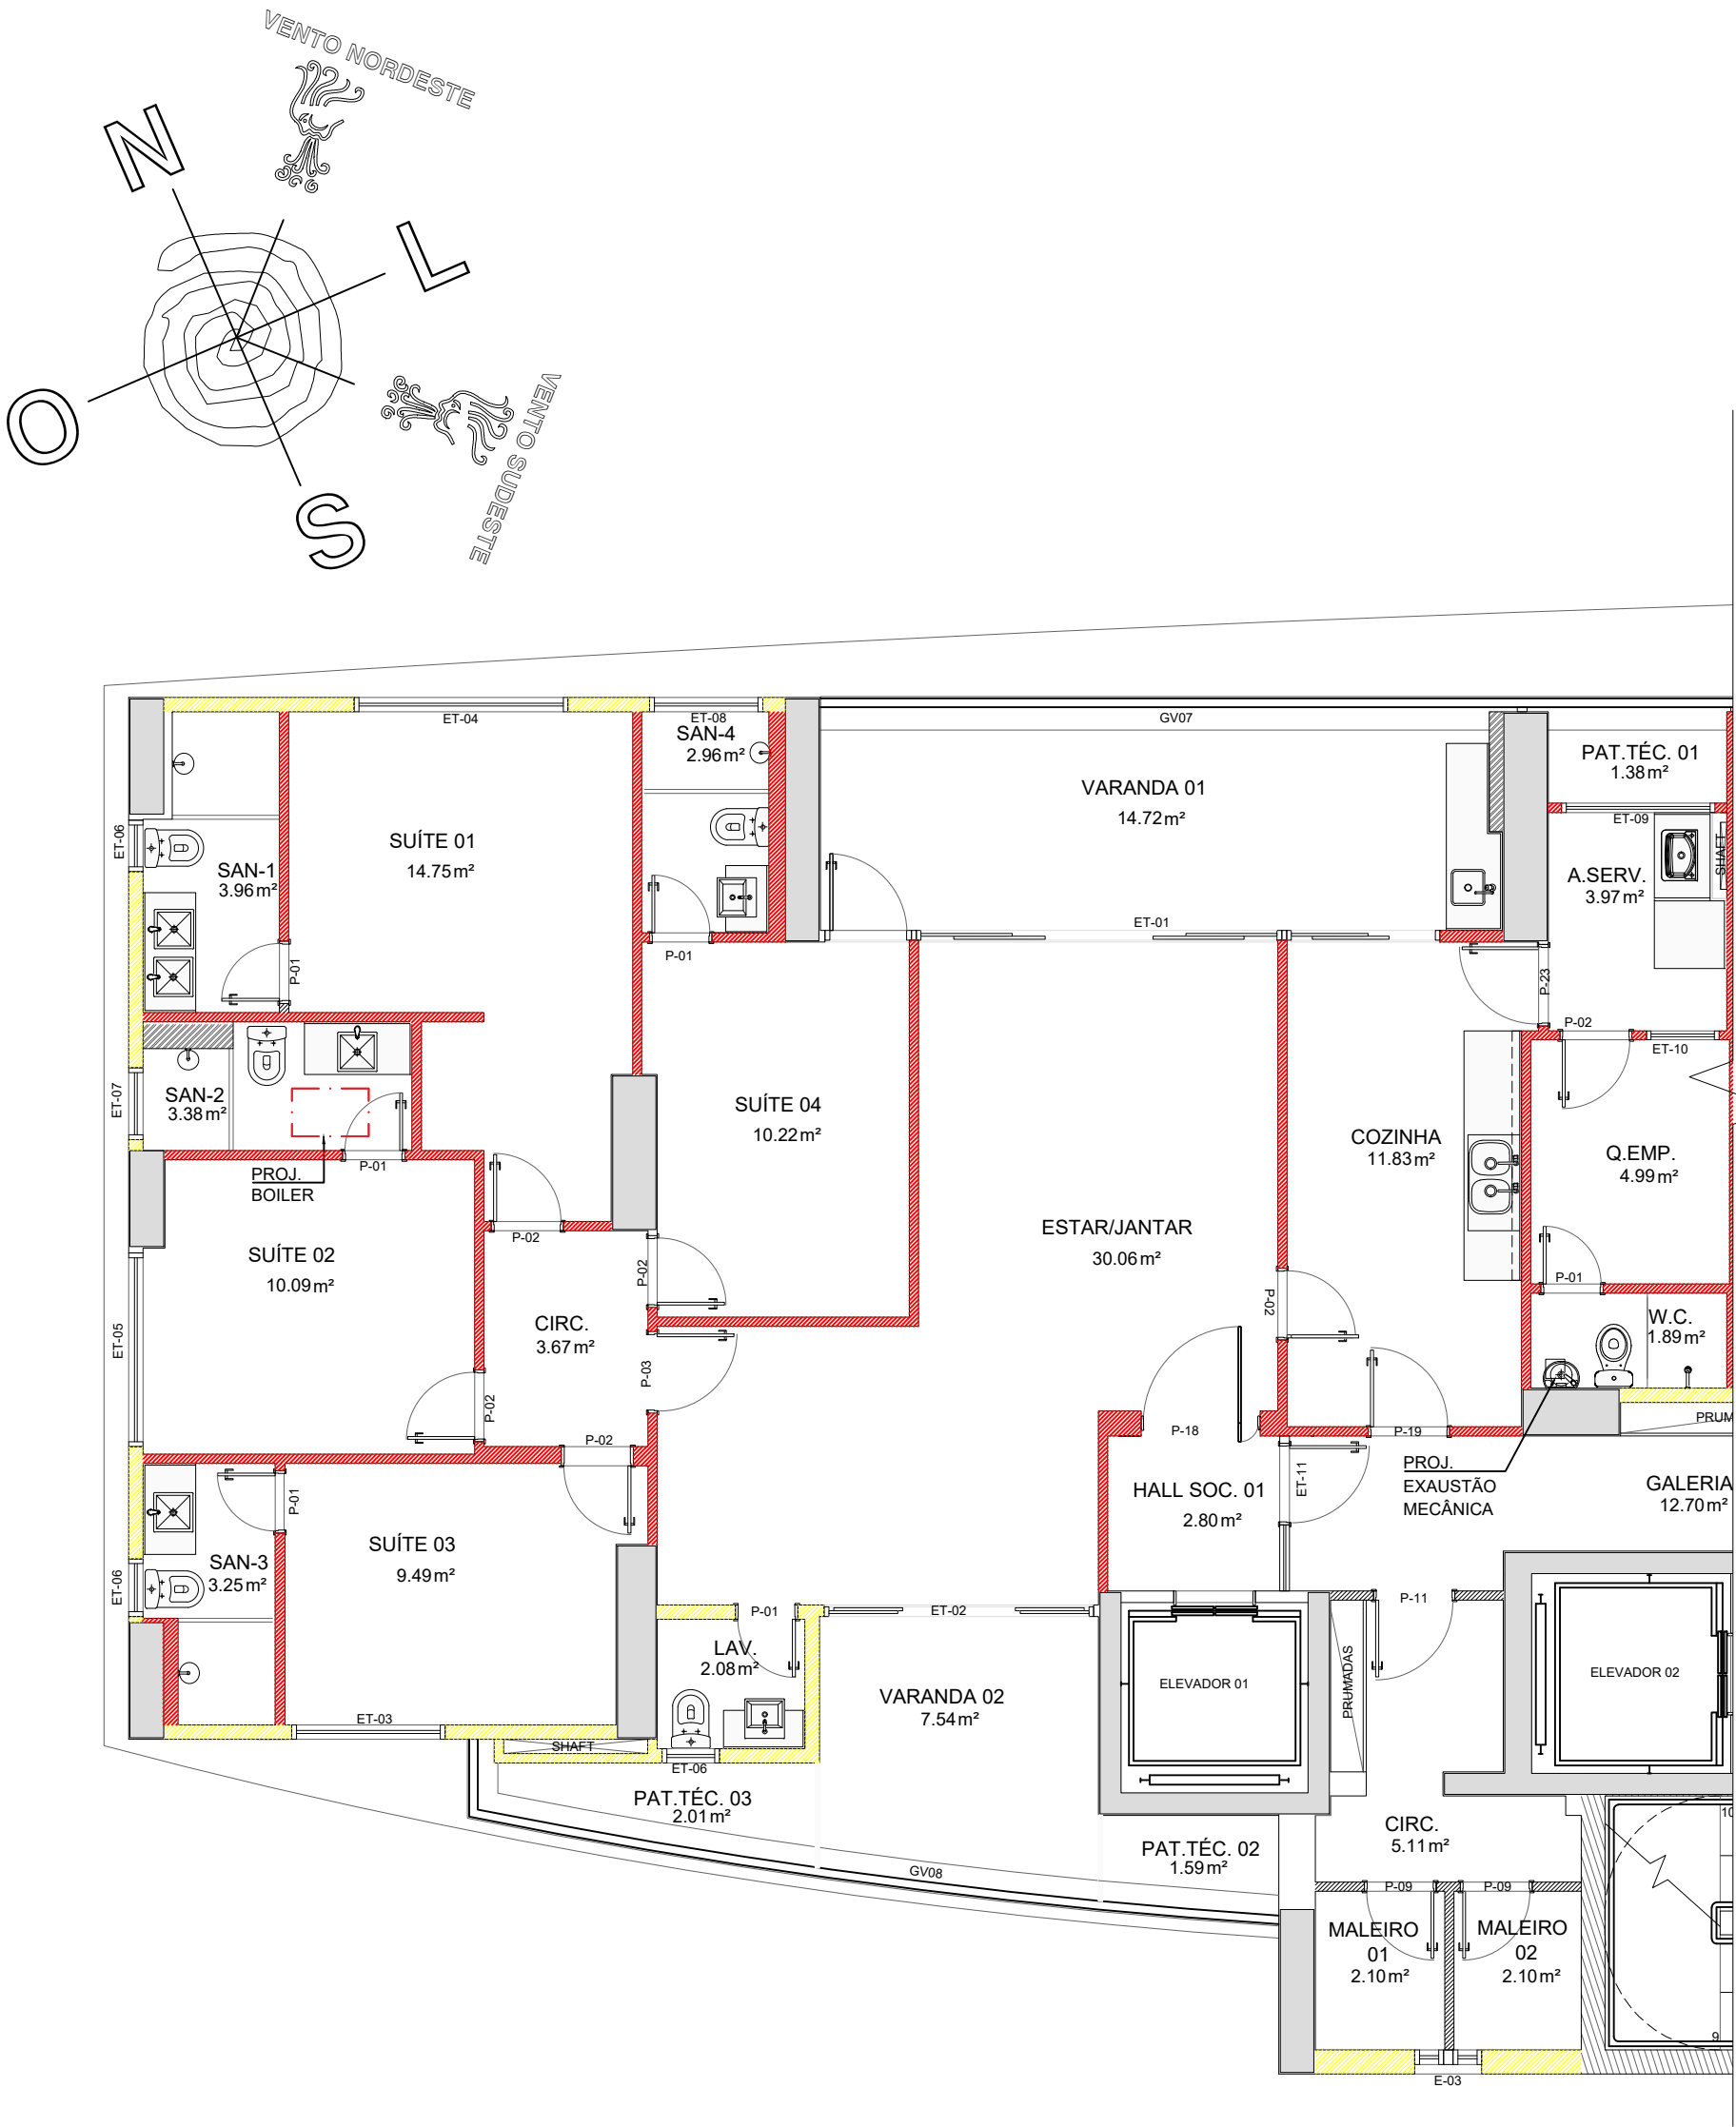 VENTO NORDESTE
N
L
O
S
VENTO SUDESTE
ET-04
ET-08
GV07
SAN-4
2.96m²
PAT.TÉC. 01
1.38m²
VARANDA 01
14.72m²
ET-09
ET-06
SUÍTE 01
14.75m²
SHAFT
SAN-1
3.96m²
A.SERV.
3.97m²
ET-01
P-01
P-01
P-23
P-02
ET-10
ET-07
SAN-2
3.38m²
SUÍTE 04
10.22m²
COZINHA
11.83m²
Q.EMP.
4.99m²
P-01
PROJ.
BOILER
P-02
ESTAR/JANTAR
30.06m²
SUÍTE 02
10.09m²
P-02
P-01
P-02
ET-05
CIRC.
3.67m²
W.C.
1.89m²
P-03
P-02
P-02
P-18
P-19
PRUM
PROJ.
EXAUSTÃO
MECÂNICA
ET-11
HALL SOC. 01
2.80m²
GALERIA
12.70m²
P-01
SUÍTE 03
9.49m²
SAN-3
3.25m²
ET-06
P-01
ET-02
P-11
LAV.
2.08m²
ELEVADOR 01
PRUMADAS
ELEVADOR 02
VARANDA 02
7.54m²
ET-03
SHAFT
ET-06
PAT.TÉC. 03
2.01m²
10
CIRC.
5.11m²
PAT.TÉC. 02
1.59m²
GV08
P-09
P-09
MALEIRO
01
2.10m²
MALEIRO
02
2.10m²
9
E-03